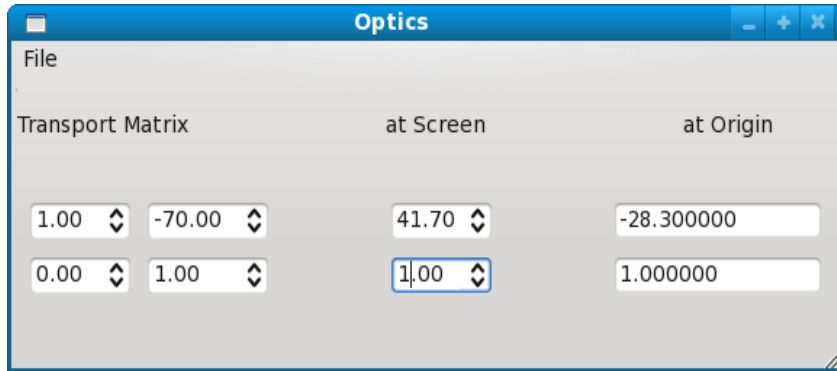 Optics
File
Transport Matrix at Screen at Origin
1.00 -70.00 41.70 -28.300000
0.00 1.00 1.00 1.000000